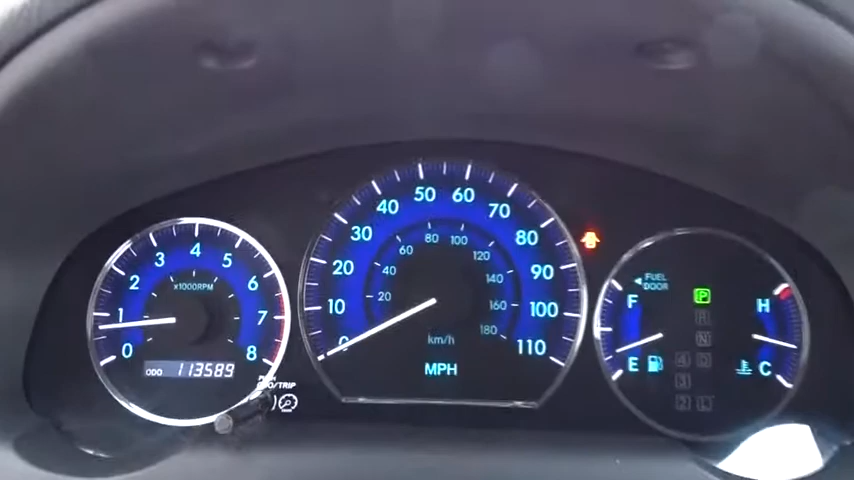 0 1 2 3 4 5 6 7 8
x1000RPM
ODO 113589
PUSH
ODO/TRIP
0 10 20 30 40 50 60 70 80 90 100 110
20 40 60 80 100 120 140 160 180
km/h
MPH
FUEL
DOOR
F
E
P
R
N
4 D
3
2 L
H
C